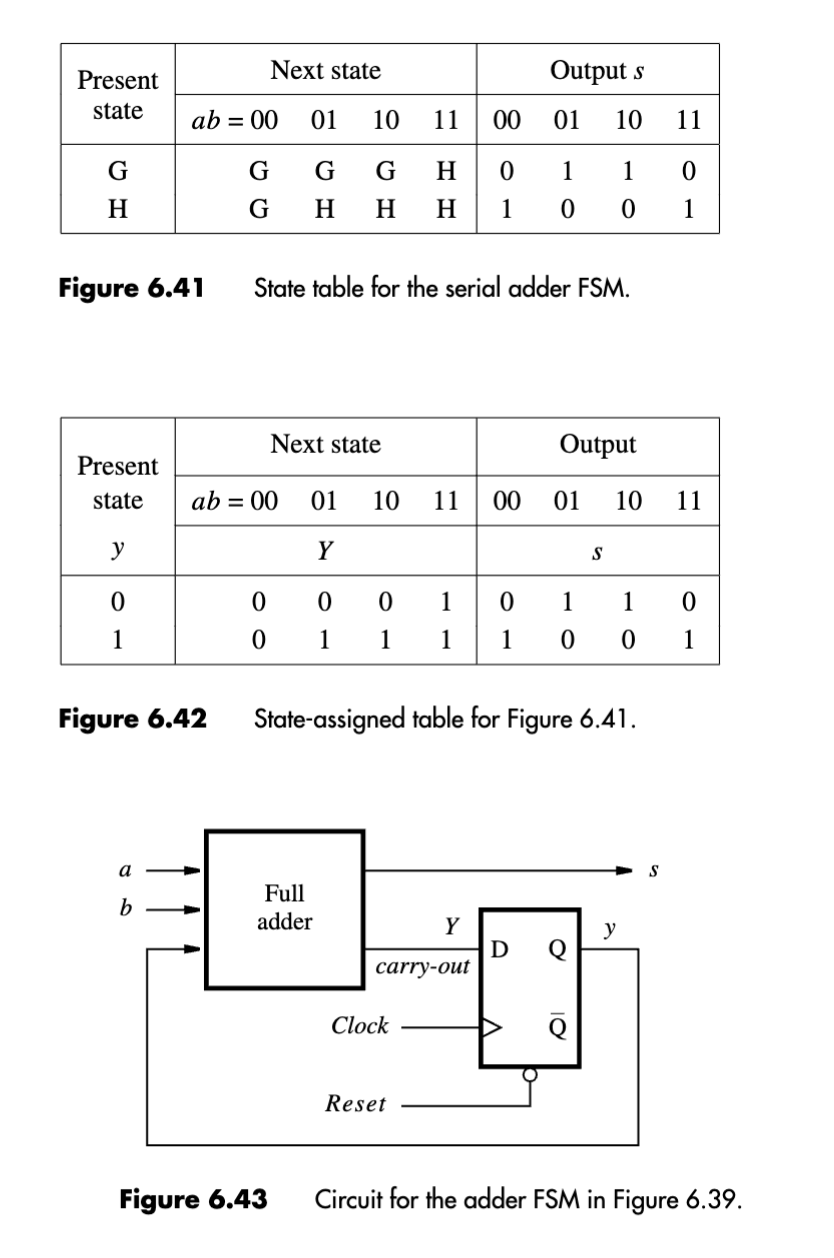 Present state Next state Output s
ab = 00 01 10 11 00 01 10 11
G G G G H 0 1 1 0
H G H H H 1 0 0 1
Figure 6.41 State table for the serial adder FSM.
Present state Next state Output
ab = 00 01 10 11 00 01 10 11
y Y s
0 0 0 0 1 0 1 1 0
1 0 1 1 1 1 0 0 1
Figure 6.42 State-assigned table for Figure 6.41.
a
b
Full
adder
s
Y
carry-out
D Q
y
Clock
Q̅
Reset
Figure 6.43 Circuit for the adder FSM in Figure 6.39.